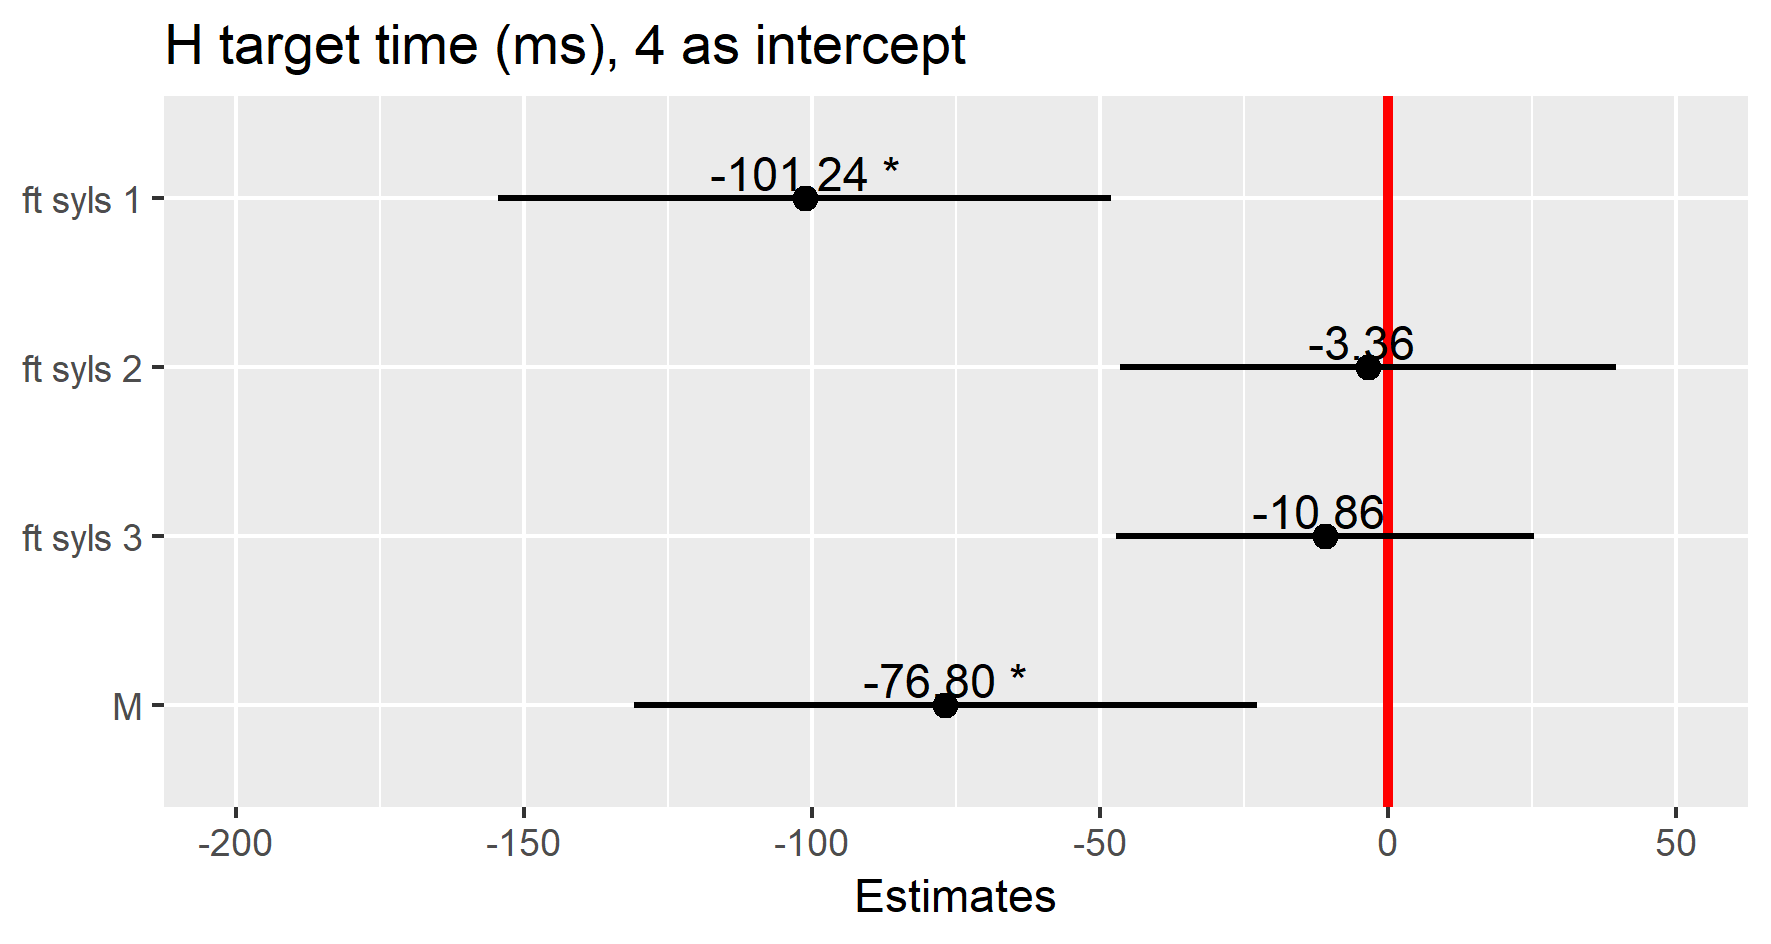 H target time (ms), 4 as intercept
ft syls 1
-101.24 *
ft syls 2
-3.36
ft syls 3
-10.86
M
-76.80 *
-200 -150 -100 -50 0 50
Estimates